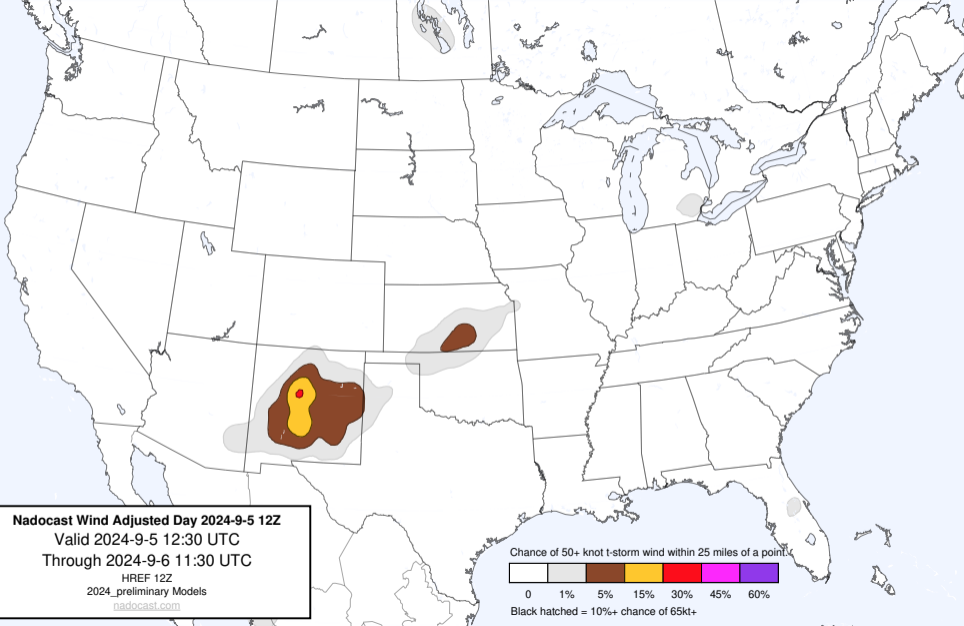 Nadocast Wind Adjusted Day 2024-9-5 12Z
Valid 2024-9-5 12:30 UTC
Through 2024-9-6 11:30 UTC
HREF 12Z
2024_preliminary Models
nadocast.com
Chance of 50+ knot t-storm wind within 25 miles of a point.
0 1% 5% 15% 30% 45% 60%
Black hatched = 10%+ chance of 65kt+